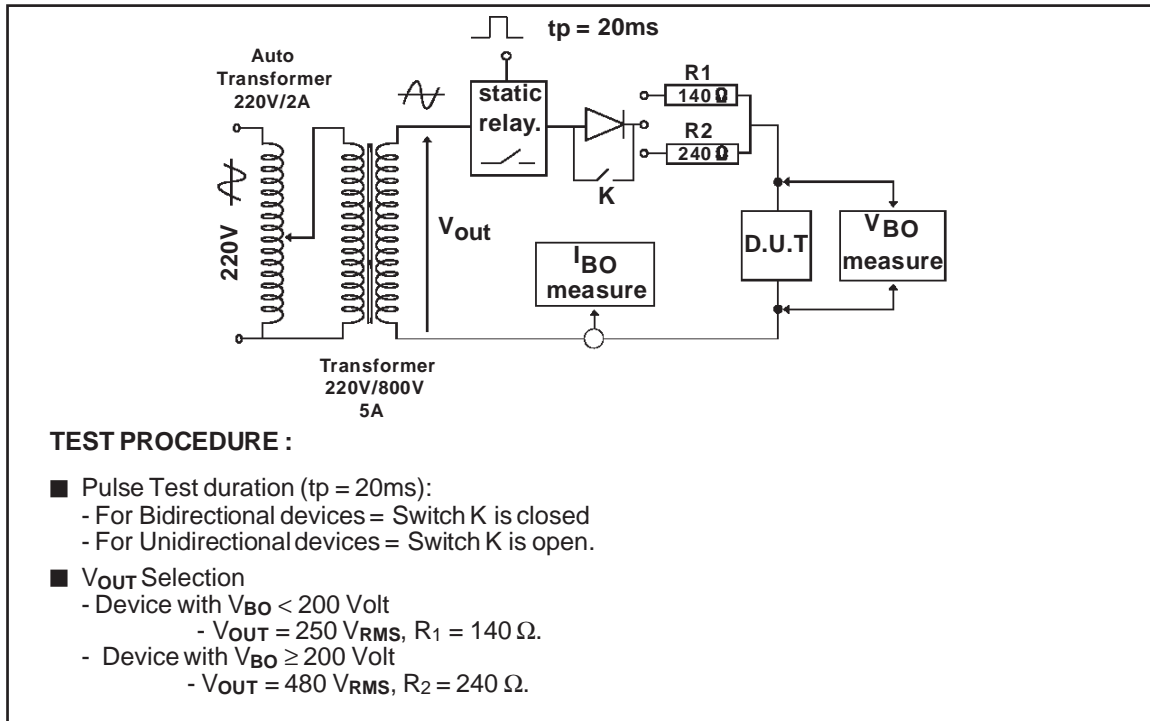 tp = 20ms
Auto
Transformer
220V/2A
static
relay.
R1
140 Ω
R2
240 Ω
K
220V
Vout
IBO
measure
D.U.T
VBO
measure
Transformer
220V/800V
5A
TEST PROCEDURE :
■ Pulse Test duration (tp = 20ms):
- For Bidirectional devices = Switch K is closed
- For Unidirectional devices = Switch K is open.
■ VOUT Selection
- Device with VBO < 200 Volt
- VOUT = 250 VRMS, R1 = 140 Ω.
- Device with VBO ≥ 200 Volt
- VOUT = 480 VRMS, R2 = 240 Ω.